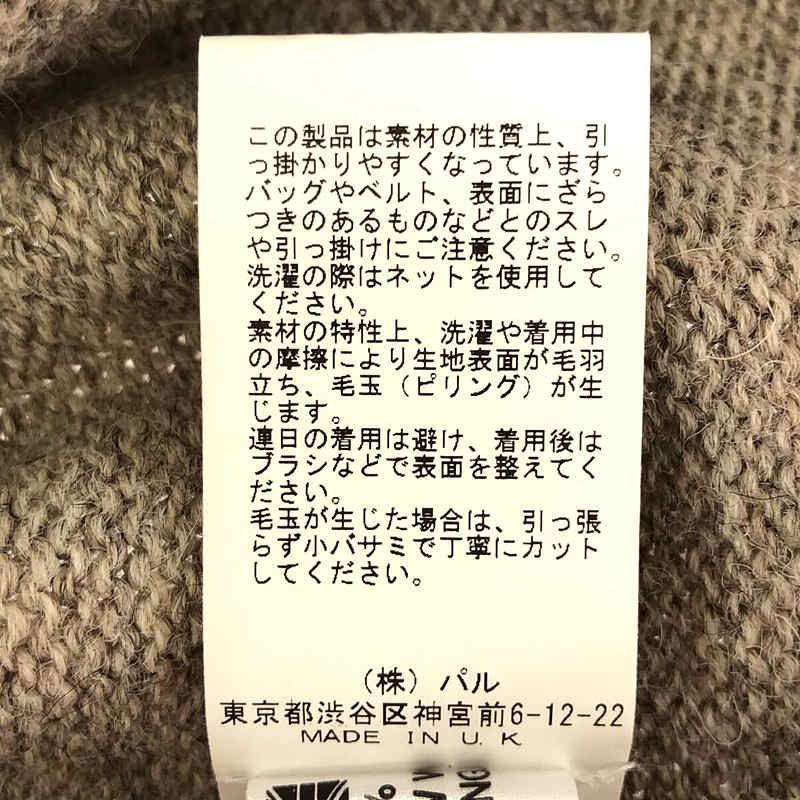 この製品は素材の性質上、引
っ掛かりやすくなっています。
バッグやベルト、表面にざら
つきのあるものなどとのスレ
や引っ掛けにご注意ください。
洗濯の際はネットを使用して
ください。
素材の特性上、洗濯や着用中
の摩擦により生地表面が毛羽
立ち、毛玉（ピリング）が生
じます。
連日の着用は避け、着用後は
ブラシなどで表面を整えてく
ださい。
毛玉が生じた場合は、引っ張
らず小バサミで丁寧にカット
してください。
（株）パル
東京都渋谷区神宮前6-12-22
MADE IN U.K